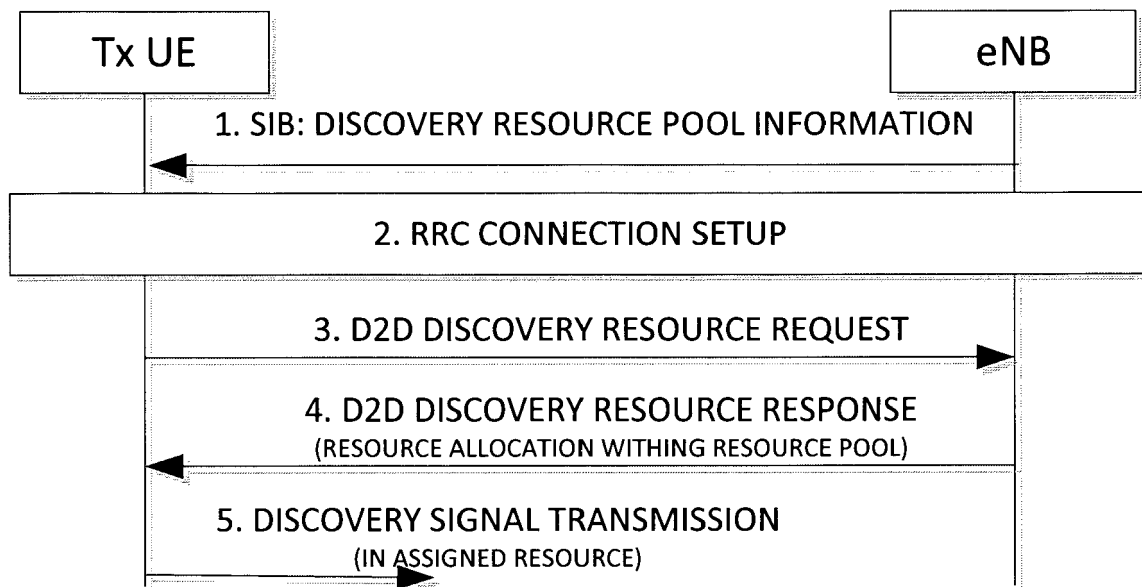 Tx UE
eNB
1. SIB: DISCOVERY RESOURCE POOL INFORMATION
2. RRC CONNECTION SETUP
3. D2D DISCOVERY RESOURCE REQUEST
4. D2D DISCOVERY RESOURCE RESPONSE
(RESOURCE ALLOCATION WITHING RESOURCE POOL)
5. DISCOVERY SIGNAL TRANSMISSION
(IN ASSIGNED RESOURCE)